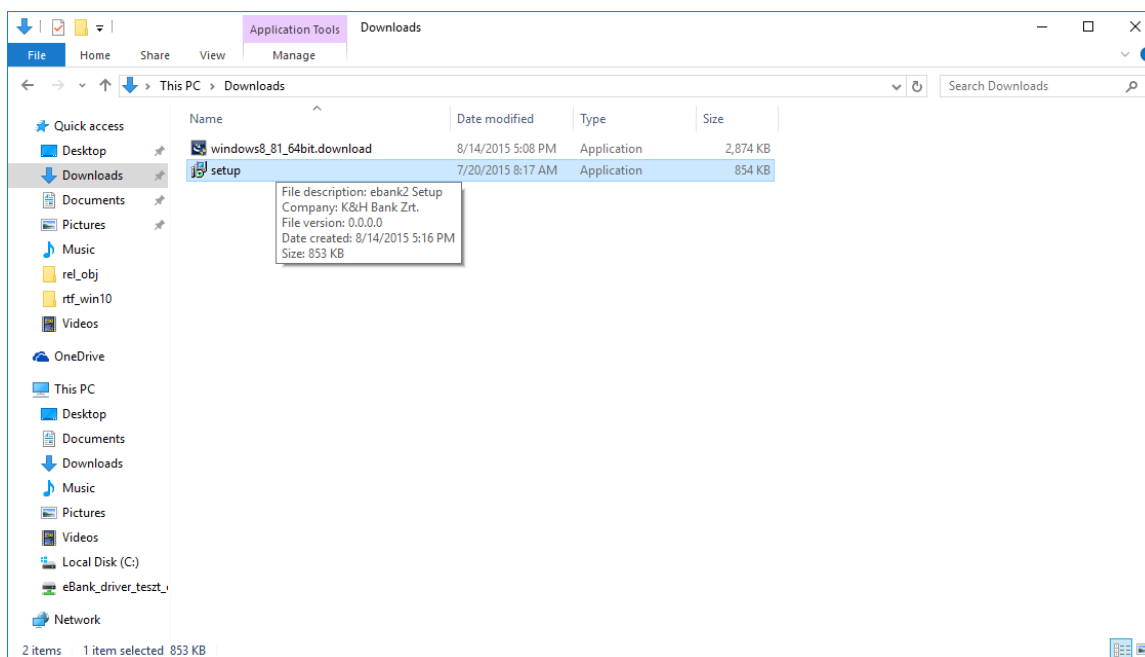 Application Tools Downloads
File Home Share View Manage
This PC > Downloads Search Downloads
Name Date modified Type Size
windows8_81_64bit.download 8/14/2015 5:08 PM Application 2,874 KB
setup 7/20/2015 8:17 AM Application 854 KB
File description: ebank2 Setup
Company: K&H Bank Zrt.
File version: 0.0.0.0
Date created: 8/14/2015 5:16 PM
Size: 853 KB
Quick access
Desktop
Downloads
Documents
Pictures
Music
rel_obj
rtf_win10
Videos
OneDrive
This PC
Desktop
Documents
Downloads
Music
Pictures
Videos
Local Disk (C:)
eBank_driver_teszt_
Network
2 items 1 item selected 853 KB